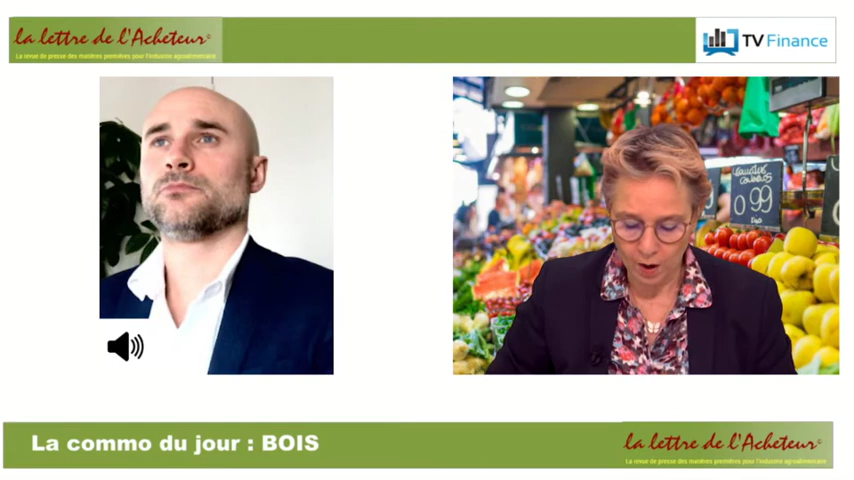 la lettre de l'Acheteur©
La revue de presse des matières premières pour l'industrie agroalimentaire
TV Finance
0 99
La commo du jour : BOIS
la lettre de l'Acheteur©
La revue de presse des matières premières pour l'industrie agroalimentaire